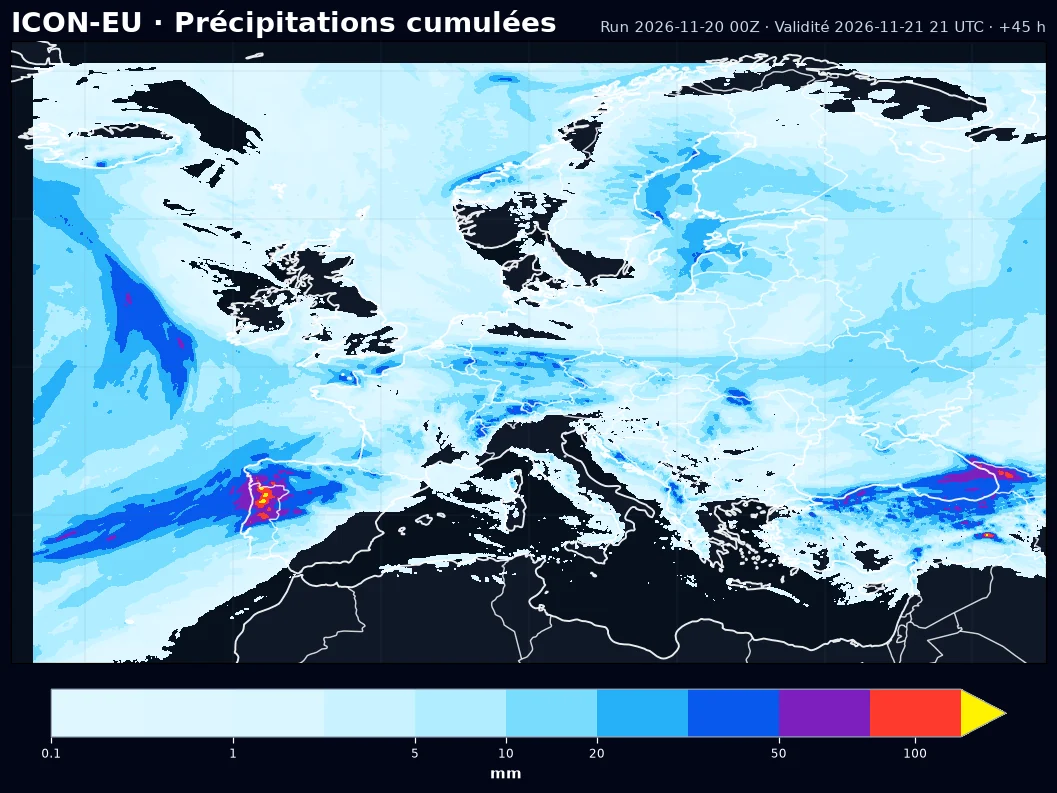 ICON-EU · Précipitations cumulées
Run 2026-11-20 00Z · Validité 2026-11-21 21 UTC · +45 h
0.1 1 5 10 20 50 100
mm